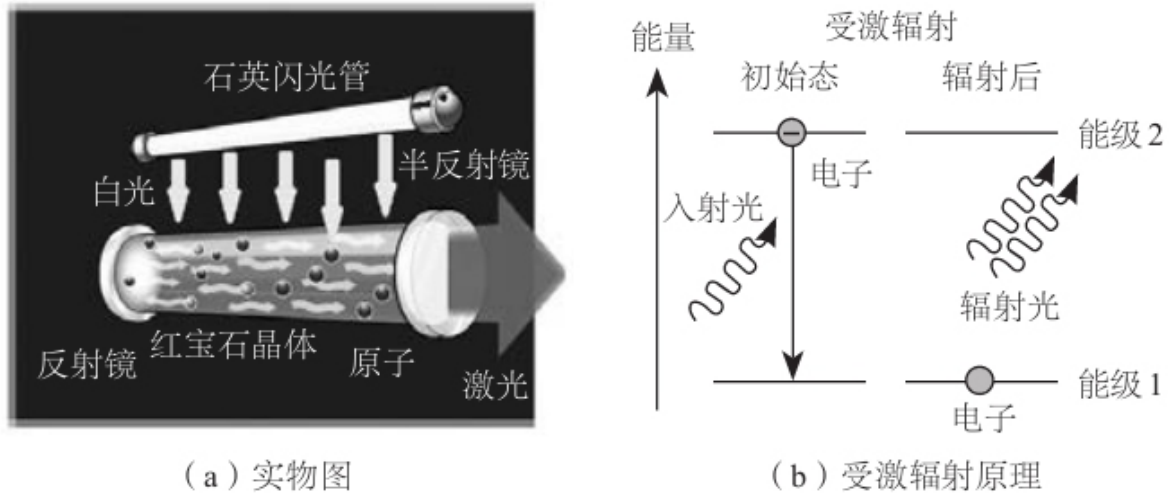 石英闪光管
白光
半反射镜
反射镜
红宝石晶体
原子
激光
(a)实物图
能量
受激辐射
初始态
辐射后
能级2
电子
入射光
辐射光
能级1
电子
(b)受激辐射原理